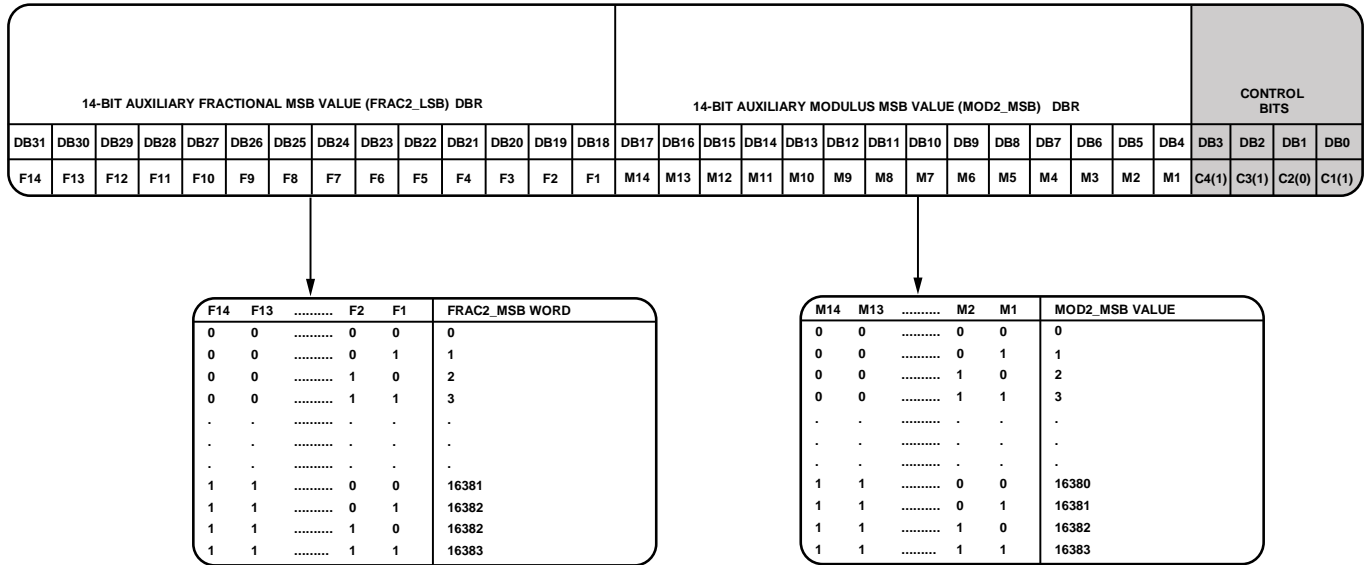 14-BIT AUXILIARY FRACTIONAL MSB VALUE (FRAC2_LSB) DBR
14-BIT AUXILIARY MODULUS MSB VALUE (MOD2_MSB) DBR
CONTROL
BITS
DB31 DB30 DB29 DB28 DB27 DB26 DB25 DB24 DB23 DB22 DB21 DB20 DB19 DB18 DB17 DB16 DB15 DB14 DB13 DB12 DB11 DB10 DB9 DB8 DB7 DB6 DB5 DB4 DB3 DB2 DB1 DB0
F14 F13 F12 F11 F10 F9 F8 F7 F6 F5 F4 F3 F2 F1 M14 M13 M12 M11 M10 M9 M8 M7 M6 M5 M4 M3 M2 M1 C4(1) C3(1) C2(0) C1(1)
F14 F13 .......... F2 F1 FRAC2_MSB WORD
0 0 .......... 0 0 0
0 0 .......... 0 1 1
0 0 .......... 1 0 2
0 0 .......... 1 1 3
. . .......... . . .
. . .......... . . .
. . .......... . . .
1 1 .......... 0 0 16381
1 1 .......... 0 1 16382
1 1 .......... 1 0 16382
1 1 ......... 1 1 16383
M14 M13 .......... M2 M1 MOD2_MSB VALUE
0 0 .......... 0 0 0
0 0 .......... 0 1 1
0 0 .......... 1 0 2
0 0 .......... 1 1 3
. . .......... . . .
. . .......... . . .
. . .......... . . .
1 1 .......... 0 0 16380
1 1 .......... 0 1 16381
1 1 .......... 1 0 16382
1 1 ......... 1 1 16383